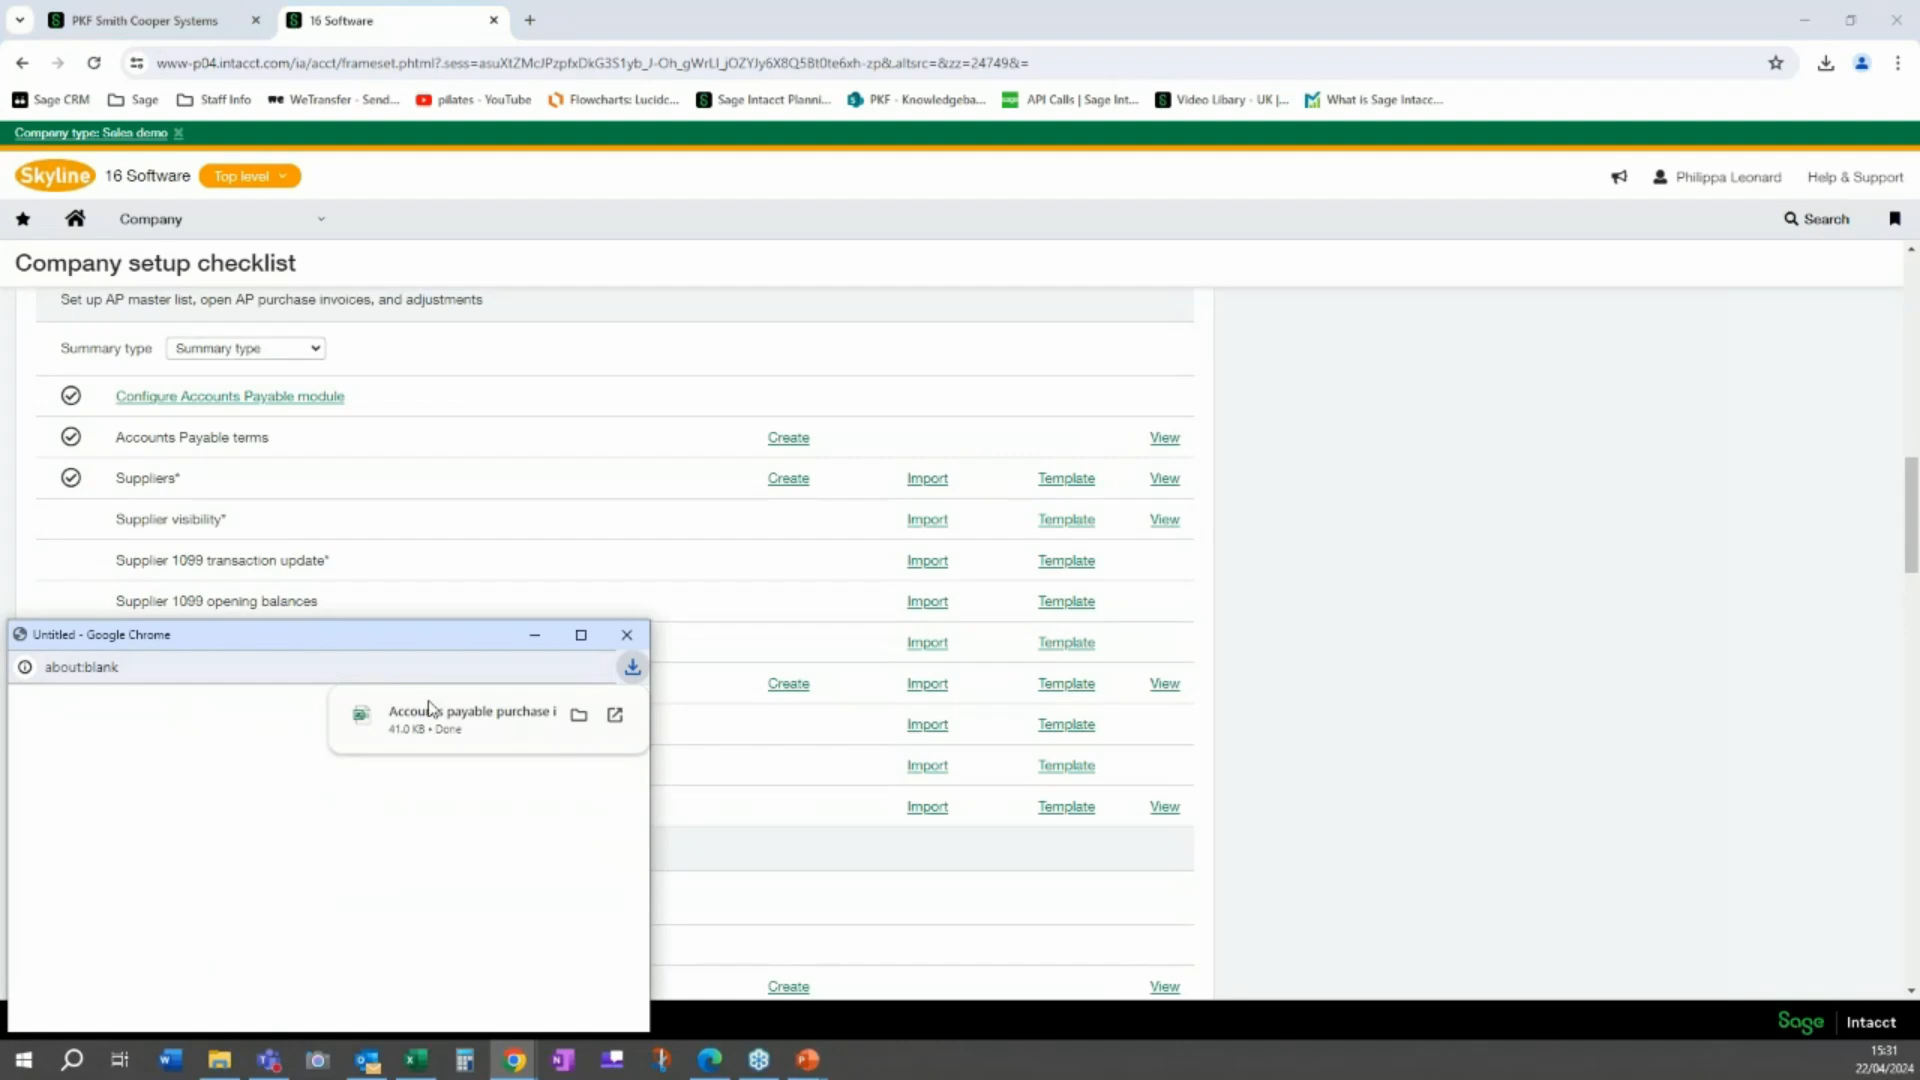 PKF Smith Cooper Systems
16 Software
www-p04.intacct.com/ia/acct/frameset.phtml?.sess=asuXtZMcJPzpfxDkG3S1yb_J-Oh_gWrLI_jOZYJy6X8Q58t0te6xh-zp&.altsrc=&zz=24749&=
Sage CRM
Sage
Staff Info
WeTransfer - Send...
pilates - YouTube
Flowcharts: Lucidc...
Sage Intacct Planni...
PKF - Knowledgeba...
API Calls | Sage Int...
Video Libary - UK |...
What is Sage Intacc...
Company type: Sales demo
Skyline
16 Software
Top level
Philippa Leonard
Help & Support
Company
Search
Company setup checklist
Set up AP master list, open AP purchase invoices, and adjustments
Summary type
Summary type
Configure Accounts Payable module
Accounts Payable terms Create View
Suppliers* Create Import Template View
Supplier visibility* Import Template View
Supplier 1099 transaction update* Import Template
Supplier 1099 opening balances Import Template
Import Template
Create Import Template View
Import Template
Import Template
Import Template View
Create View
Untitled - Google Chrome
about:blank
Accounts payable purchase i
41.0 KB • Done
Sage Intacct
15:31
22/04/2024